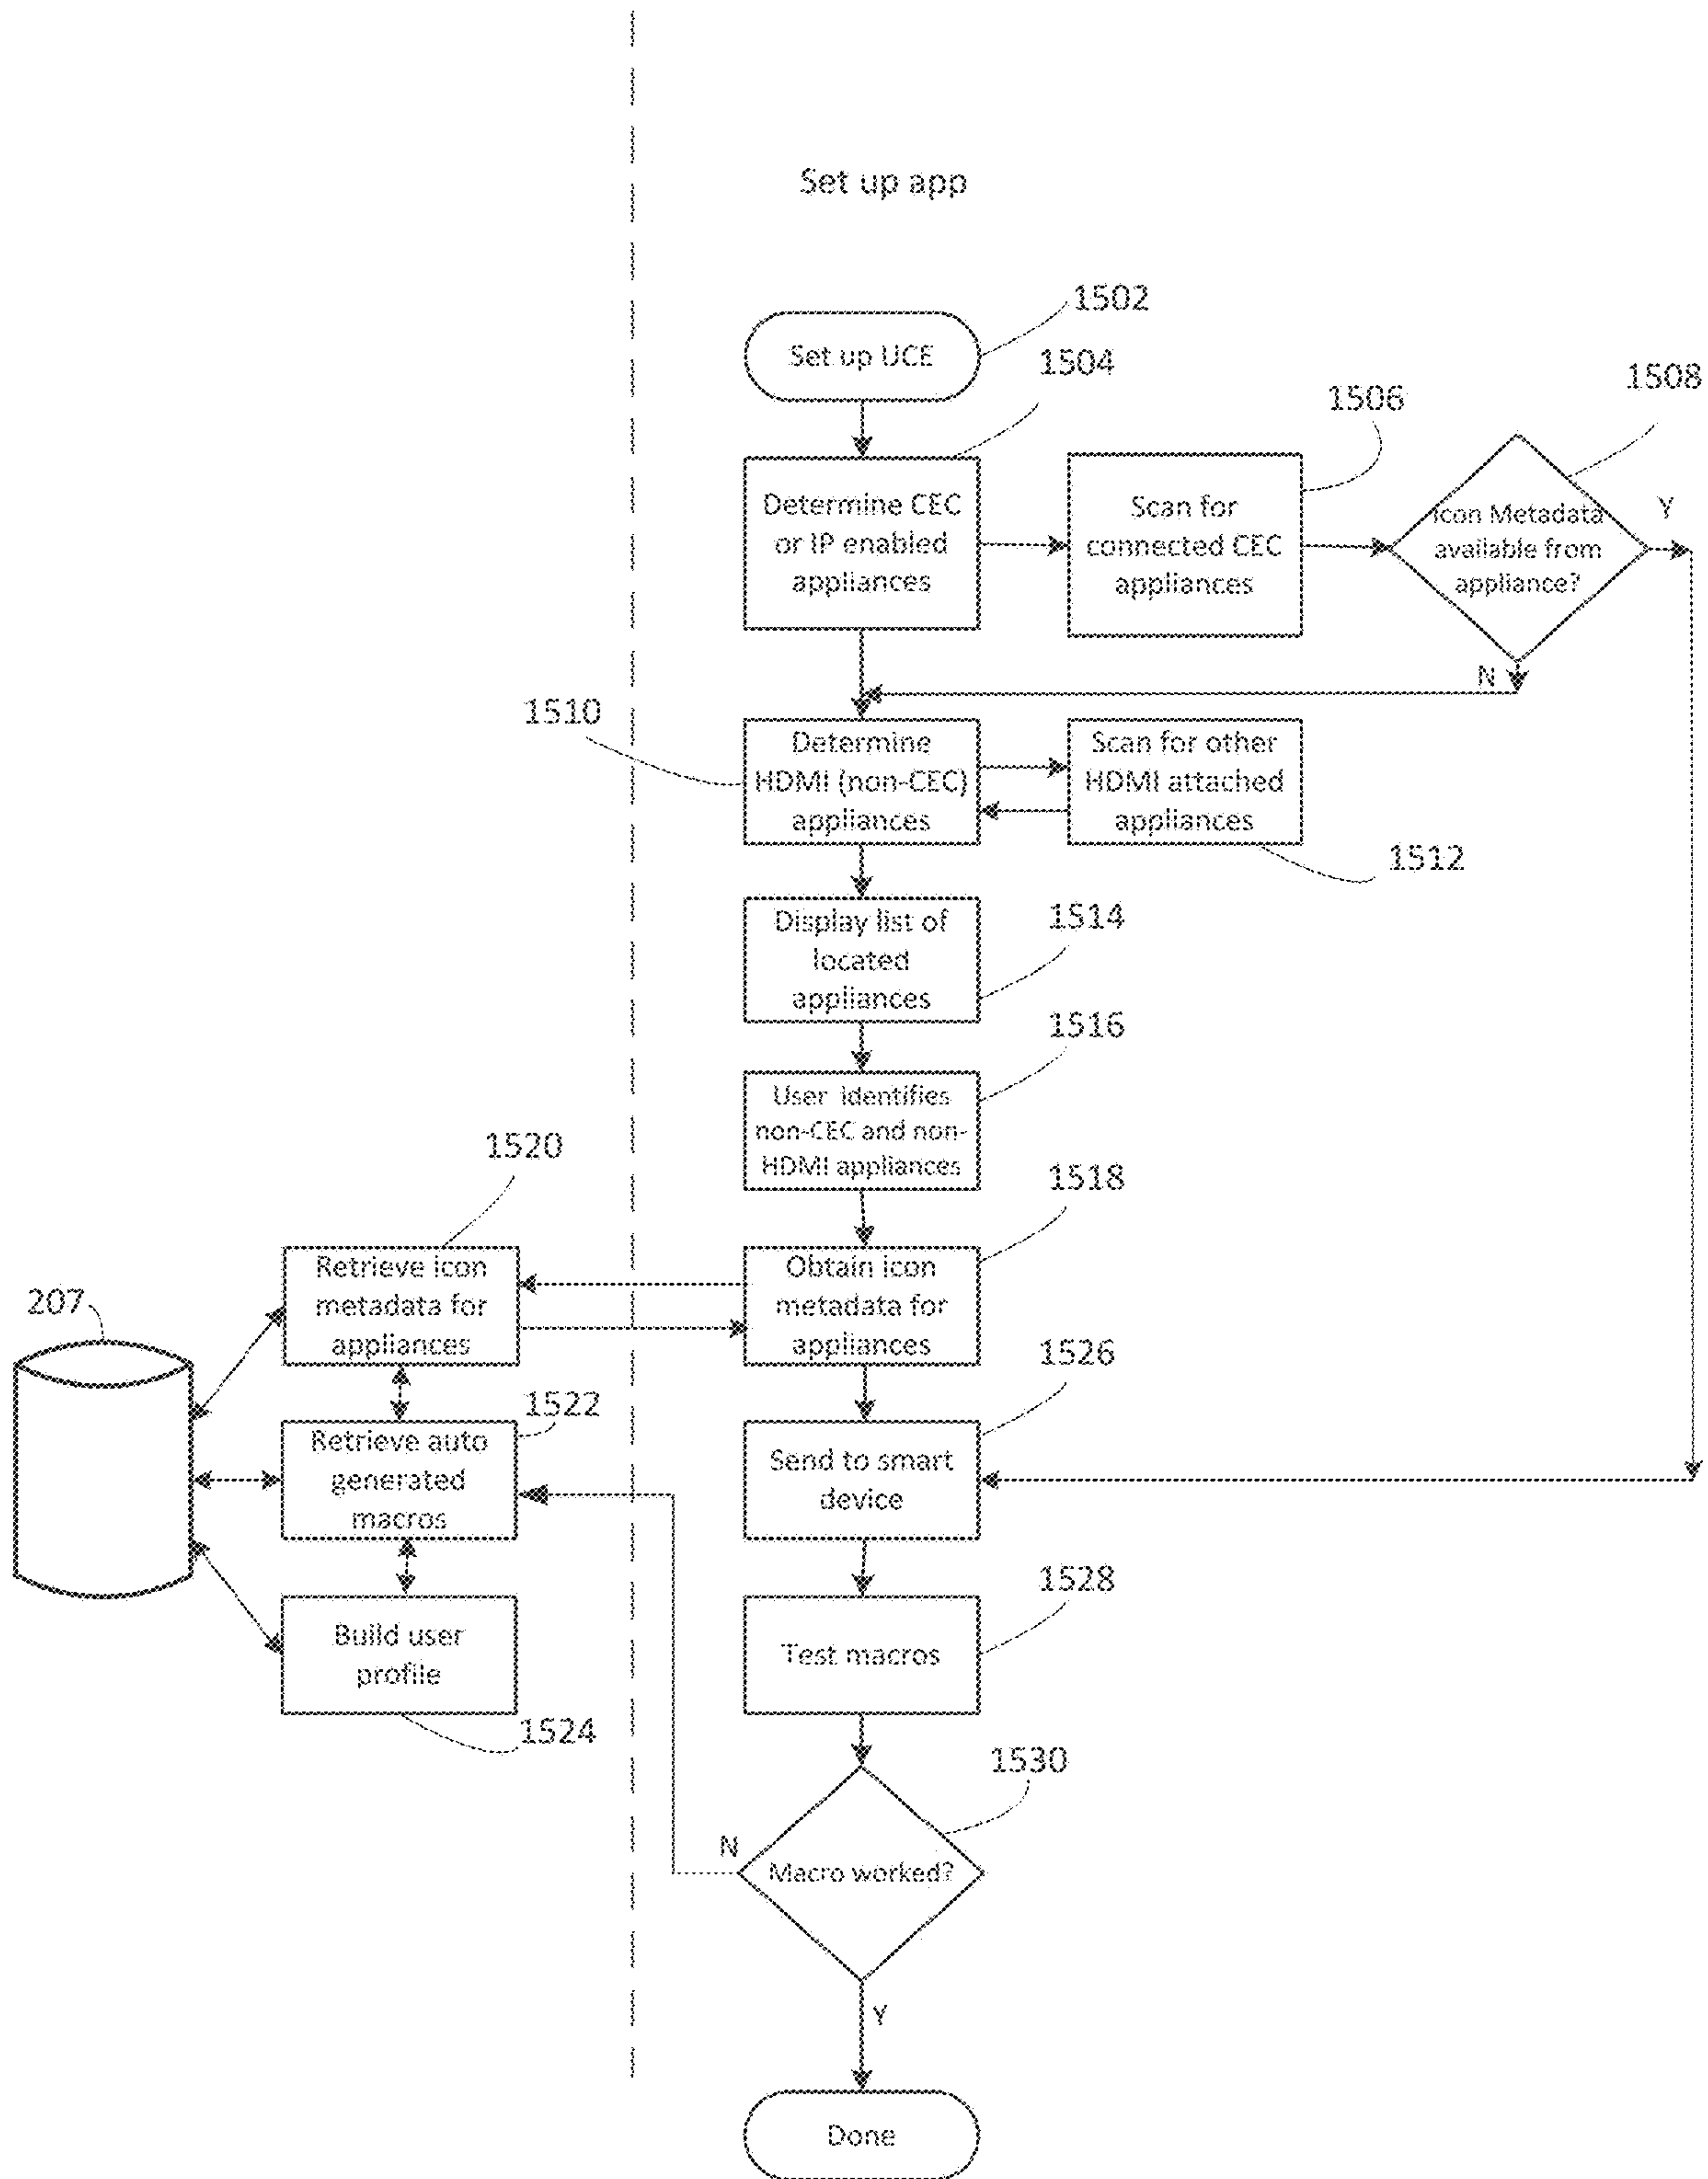 Set up app
1502
Set up UCE
1504
Determine CEC
or IP enabled
appliances
1506
Scan for
connected CEC
appliances
1508
Icon Metadata
available from
appliance?
Y
N
1510
Determine
HDMI (non-CEC)
appliances
Scan for other
HDMI attached
appliances
1512
Display list of
located
appliances
1514
User identifies
non-CEC and non-
HDMI appliances
1516
1518
Obtain icon
metadata for
appliances
1520
Retrieve icon
metadata for
appliances
207
1522
Retrieve auto
generated
macros
1526
Send to smart
device
Build user
profile
1524
1528
Test macros
1530
Macro worked?
N
Y
Done